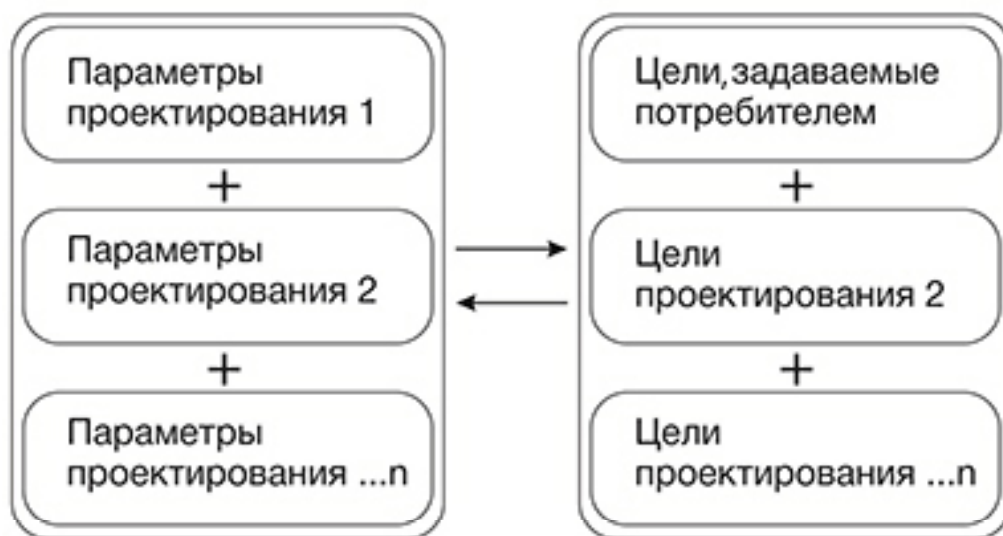 Параметры
проектирования 1
+
Параметры
проектирования 2
+
Параметры
проектирования ...n
Цели, задаваемые
потребителем
+
Цели
проектирования 2
+
Цели
проектирования ...n